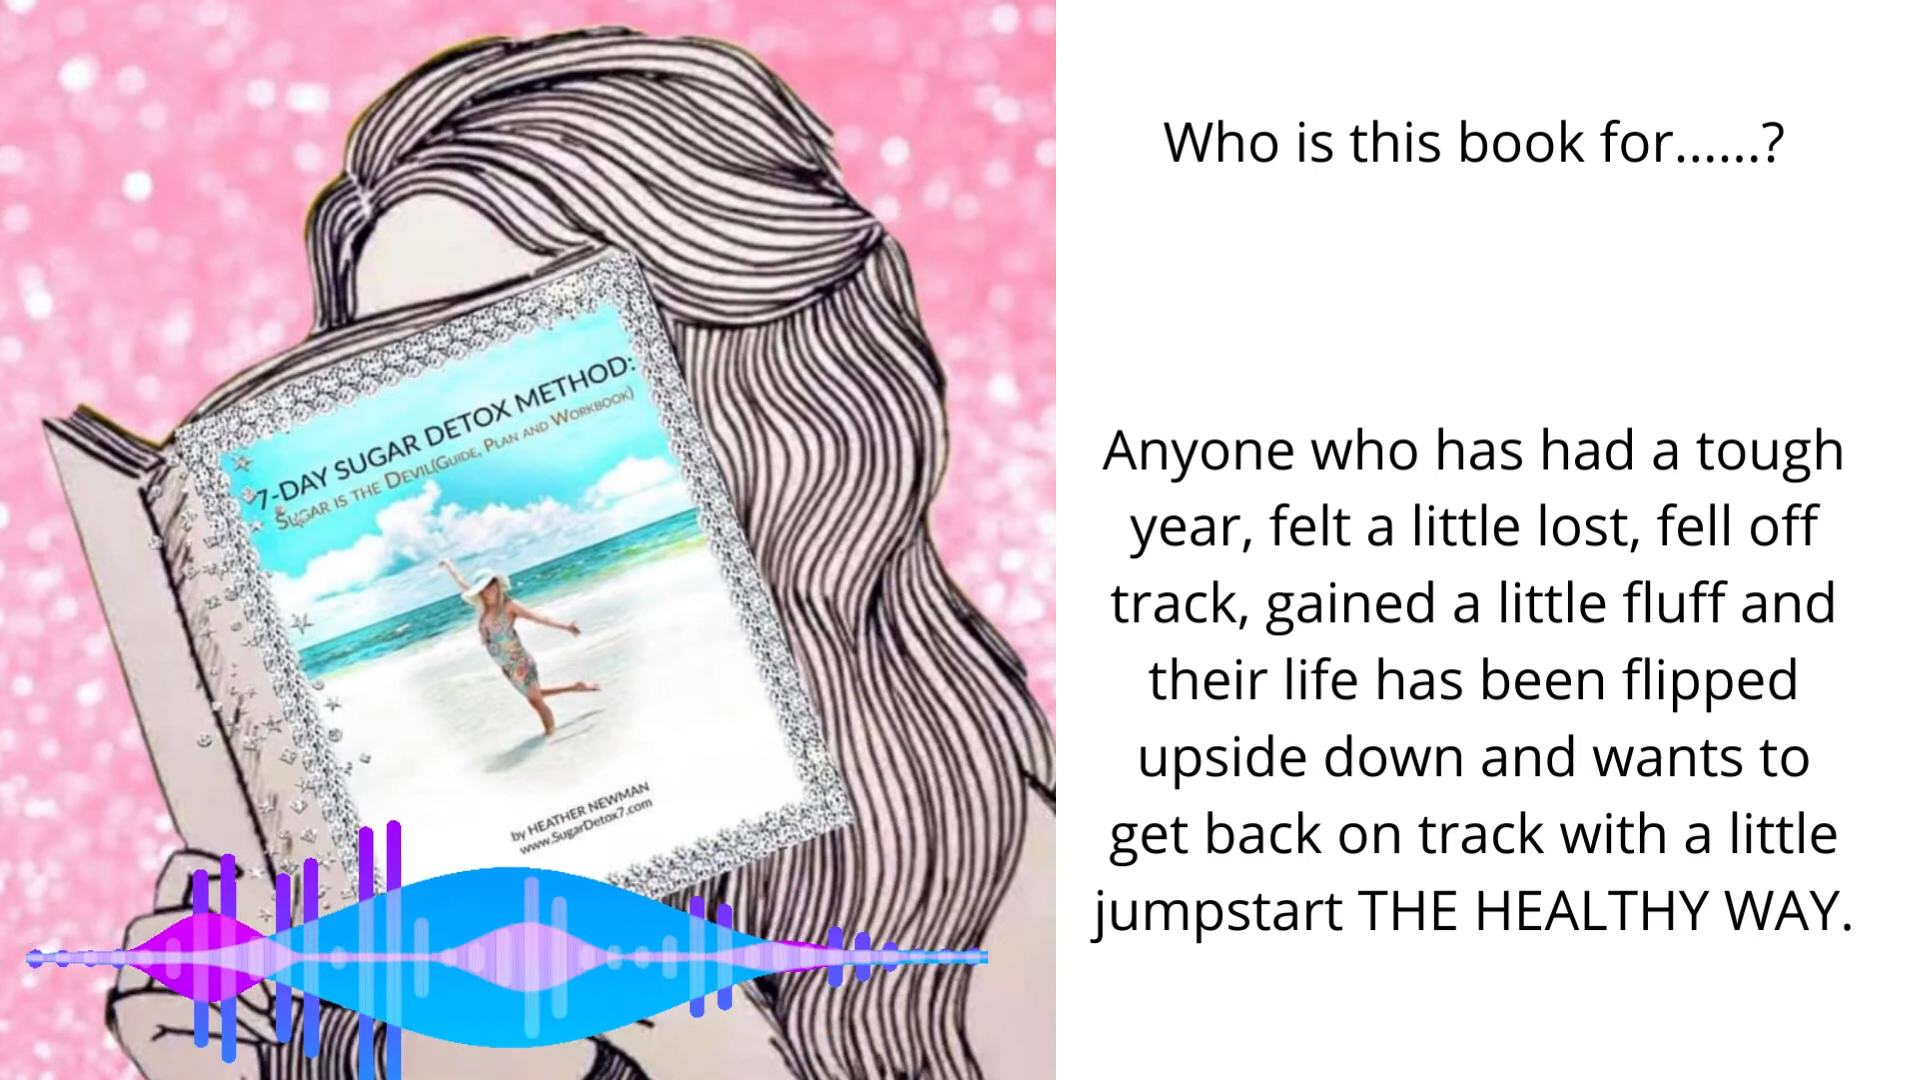 7-DAY SUGAR DETOX METHOD:
SUGAR IS THE DEVIL(GUIDE, PLAN AND WORKBOOK)
by HEATHER NEWMAN
www.SugarDetox7.com
Who is this book for......?
Anyone who has had a tough
year, felt a little lost, fell off
track, gained a little fluff and
their life has been flipped
upside down and wants to
get back on track with a little
jumpstart THE HEALTHY WAY.